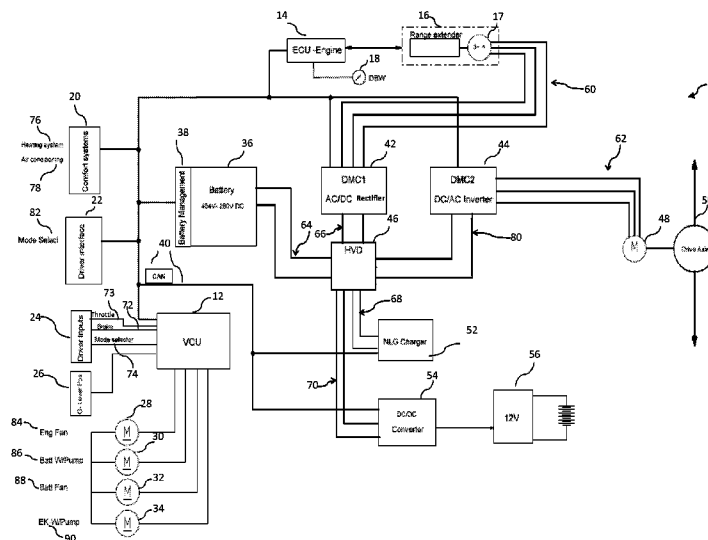 14
16
17
ECU -Engine
Range extender
18
DBW
60
20
76
Heating system
Air conditioning
78
Comfort systems
38
36
42
44
62
Battery Management
Battery
DMC1
AC/DC Rectifier
DMC2
DC/AC Inverter
22
82
Mode Select
Driver Interface
64
66
46
48
M
Drive Axle
40
CAN
HVD
80
12
68
24
Driver Inputs
Throttle
73
72
Brake
Mode selector
74
VCU
NLG Charger
52
26
70
54
56
DC/DC
Converter
12V
28
84
Eng Fan
M
30
86
Batt W/Pump
M
88
Batt Fan
32
M
34
EK W/Pump
M
90